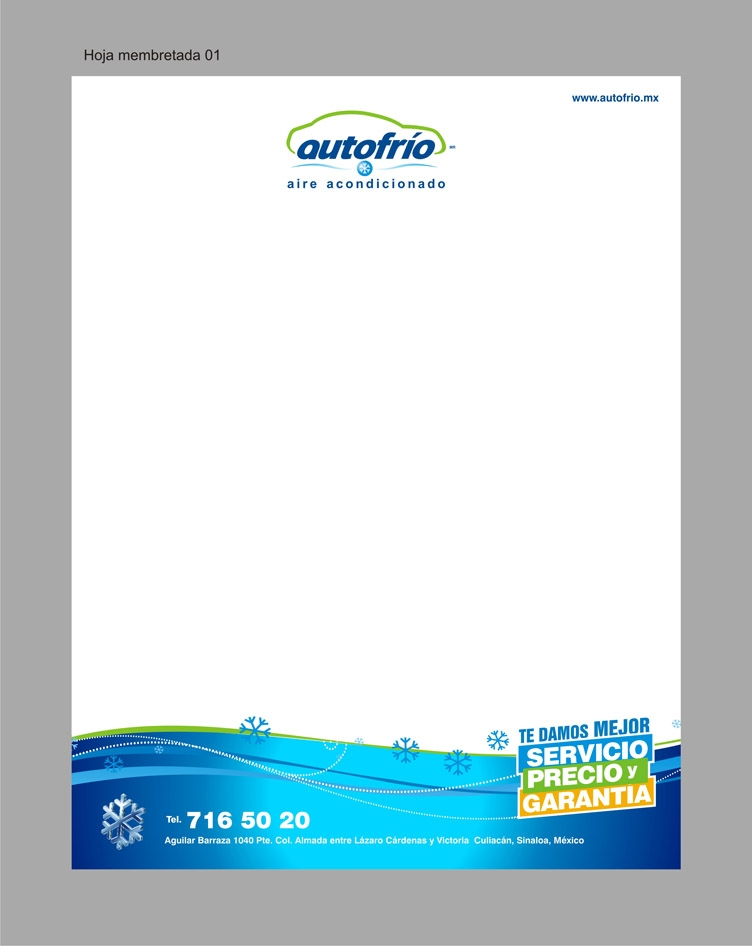 Hoja membretada 01
www.autofrio.mx
autofrío
aire acondicionado
TE DAMOS MEJOR
SERVICIO
PRECIO y
GARANTIA
Tel. 716 50 20
Aguilar Barraza 1040 Pte. Col. Almada entre Lázaro Cárdenas y Victoria Culiacán, Sinaloa, México